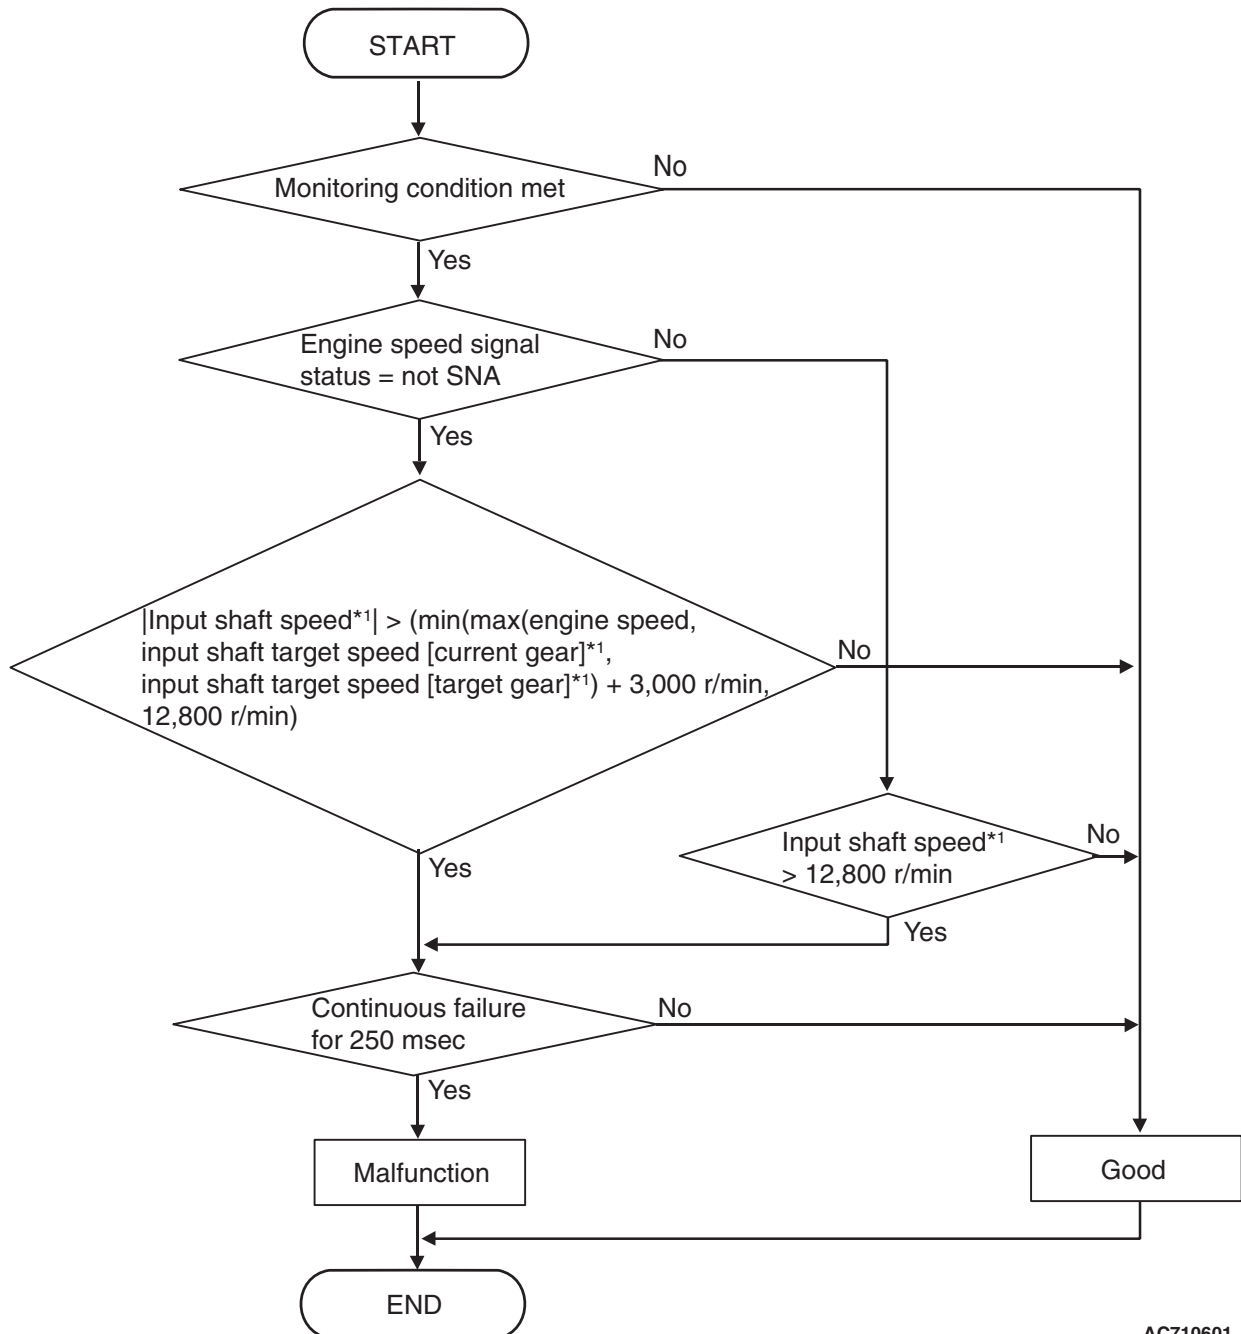 START
Monitoring condition met
No
Yes
Engine speed signal
status = not SNA
No
Yes
|Input shaft speed*1| > (min(max(engine speed,
input shaft target speed [current gear]*1,
input shaft target speed [target gear]*1) + 3,000 r/min,
12,800 r/min)
No
Yes
Input shaft speed*1
> 12,800 r/min
No
Yes
Continuous failure
for 250 msec
No
Yes
Malfunction
Good
END
AC710601